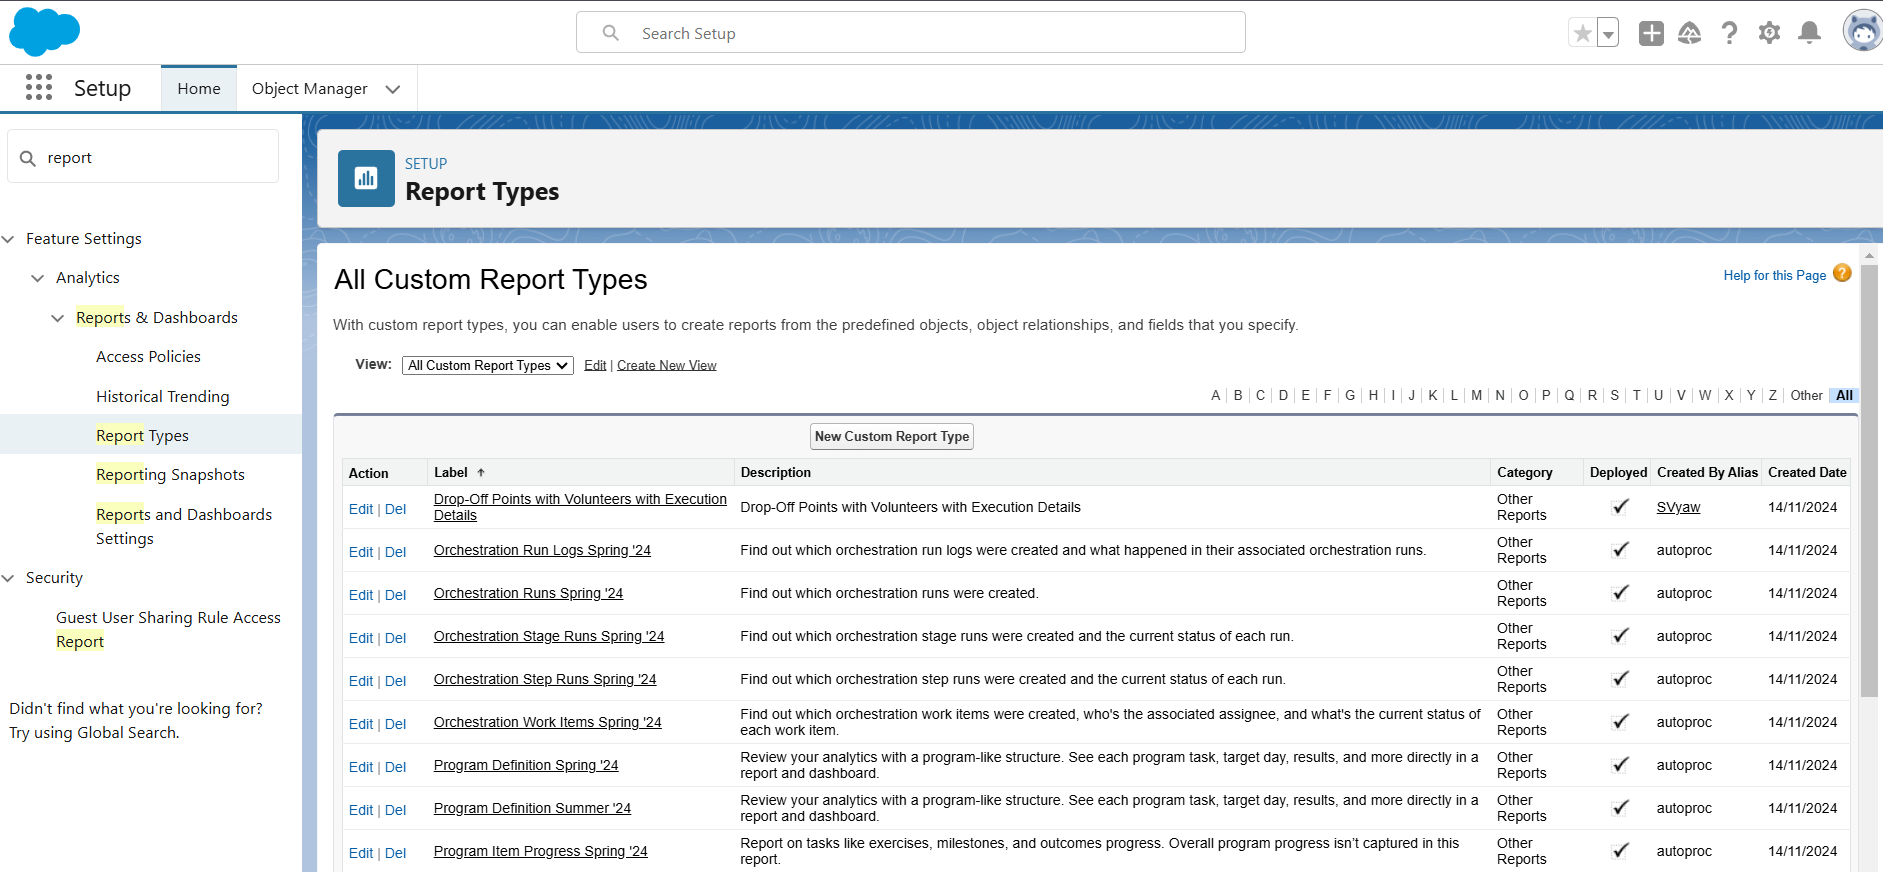 Search Setup
Setup
Home
Object Manager
report
Feature Settings
Analytics
Reports & Dashboards
Access Policies
Historical Trending
Report Types
Reporting Snapshots
Reports and Dashboards
Settings
Security
Guest User Sharing Rule Access
Report
Didn't find what you're looking for?
Try using Global Search.
SETUP
Report Types
All Custom Report Types
Help for this Page ?
With custom report types, you can enable users to create reports from the predefined objects, object relationships, and fields that you specify.
View: All Custom Report Types Edit | Create New View
A | B | C | D | E | F | G | H | I | J | K | L | M | N | O | P | Q | R | S | T | U | V | W | X | Y | Z | Other | All
New Custom Report Type
Action Label Description Category Deployed Created By Alias Created Date
Edit | Del Drop-Off Points with Volunteers with Execution Details Drop-Off Points with Volunteers with Execution Details Other Reports SVyaw 14/11/2024
Edit | Del Orchestration Run Logs Spring '24 Find out which orchestration run logs were created and what happened in their associated orchestration runs. Other Reports autoproc 14/11/2024
Edit | Del Orchestration Runs Spring '24 Find out which orchestration runs were created. Other Reports autoproc 14/11/2024
Edit | Del Orchestration Stage Runs Spring '24 Find out which orchestration stage runs were created and the current status of each run. Other Reports autoproc 14/11/2024
Edit | Del Orchestration Step Runs Spring '24 Find out which orchestration step runs were created and the current status of each run. Other Reports autoproc 14/11/2024
Edit | Del Orchestration Work Items Spring '24 Find out which orchestration work items were created, who's the associated assignee, and what's the current status of each work item. Other Reports autoproc 14/11/2024
Edit | Del Program Definition Spring '24 Review your analytics with a program-like structure. See each program task, target day, results, and more directly in a report and dashboard. Other Reports autoproc 14/11/2024
Edit | Del Program Definition Summer '24 Review your analytics with a program-like structure. See each program task, target day, results, and more directly in a report and dashboard. Other Reports autoproc 14/11/2024
Edit | Del Program Item Progress Spring '24 Report on tasks like exercises, milestones, and outcomes progress. Overall program progress isn't captured in this report. Other Reports autoproc 14/11/2024